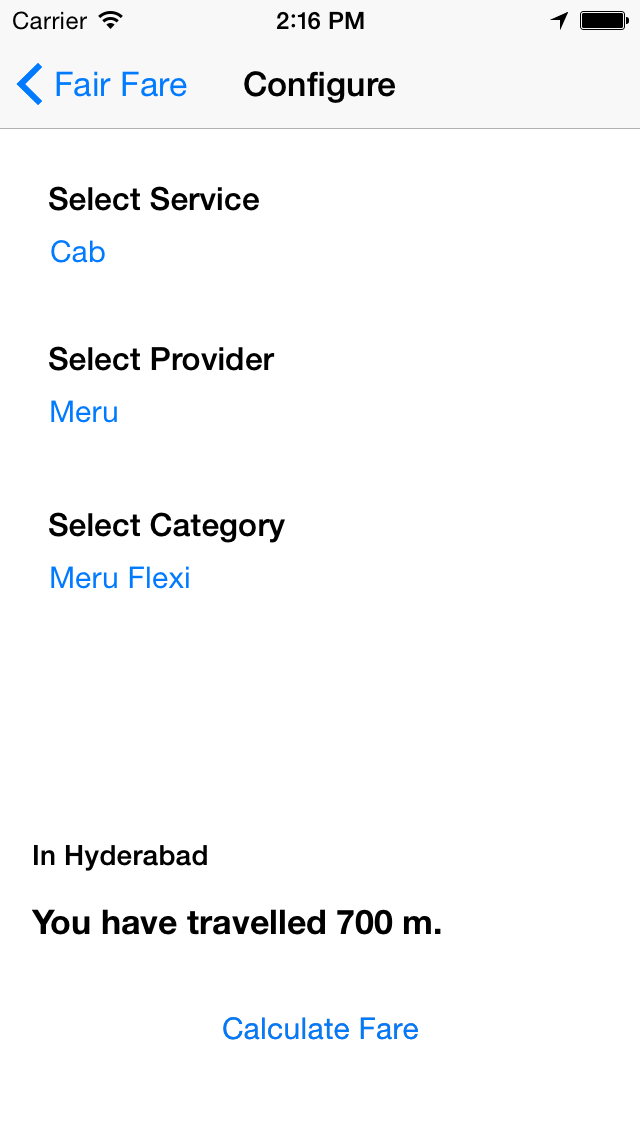 Carrier 2:16 PM
Fair Fare Configure
Select Service
Cab
Select Provider
Meru
Select Category
Meru Flexi
In Hyderabad
You have travelled 700 m.
Calculate Fare